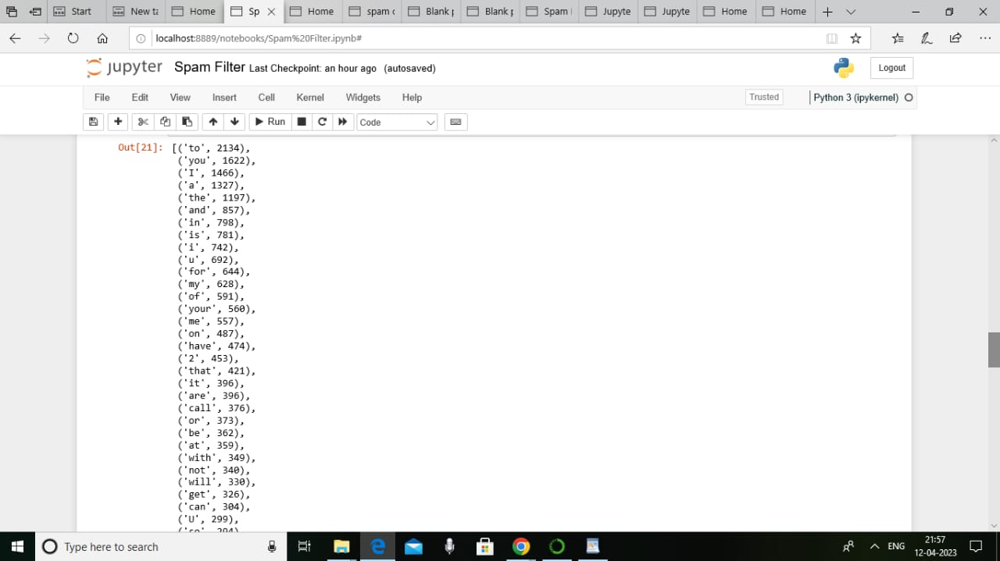 Start New ta Home Sp Home spam c Blank p Blank p Spam Jupyte Jupyte Home Home
localhost:8889/notebooks/Spam%20Filter.ipynb#
jupyter Spam Filter Last Checkpoint: an hour ago (autosaved) Logout
File Edit View Insert Cell Kernel Widgets Help Trusted Python 3 (ipykernel)
Run Code
Out[21]: [('to', 2134),
('you', 1622),
('I', 1466),
('a', 1327),
('the', 1197),
('and', 857),
('in', 798),
('is', 781),
('i', 742),
('u', 692),
('for', 644),
('my', 628),
('of', 591),
('your', 560),
('me', 557),
('on', 487),
('have', 474),
('2', 453),
('that', 421),
('it', 396),
('are', 396),
('call', 376),
('or', 373),
('be', 362),
('at', 359),
('with', 349),
('not', 340),
('will', 330),
('get', 326),
('can', 304),
('U', 299),
('so', 294)
Type here to search ENG 21:57
12-04-2023